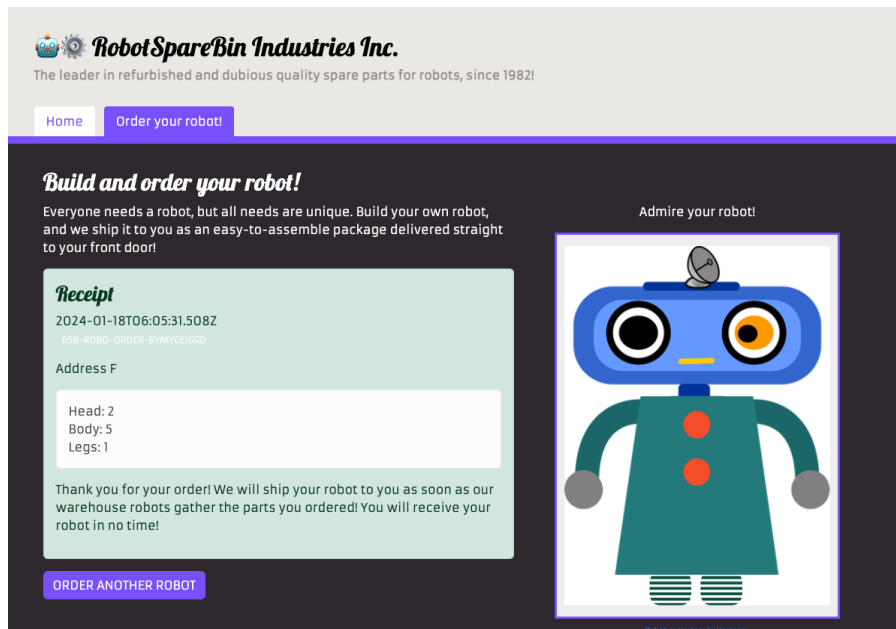 RobotSpareBin Industries Inc.
The leader in refurbished and dubious quality spare parts for robots, since 1982!
Home
Order your robot!
Build and order your robot!
Everyone needs a robot, but all needs are unique. Build your own robot,
and we ship it to you as an easy-to-assemble package delivered straight
to your front door!
Receipt
2024-01-18T06:05:31.508Z
RSB-ROBO-ORDER-BYMYCEIGGD
Address F
Head: 2
Body: 5
Legs: 1
Thank you for your order! We will ship your robot to you as soon as our
warehouse robots gather the parts you ordered! You will receive your
robot in no time!
ORDER ANOTHER ROBOT
Admire your robot!